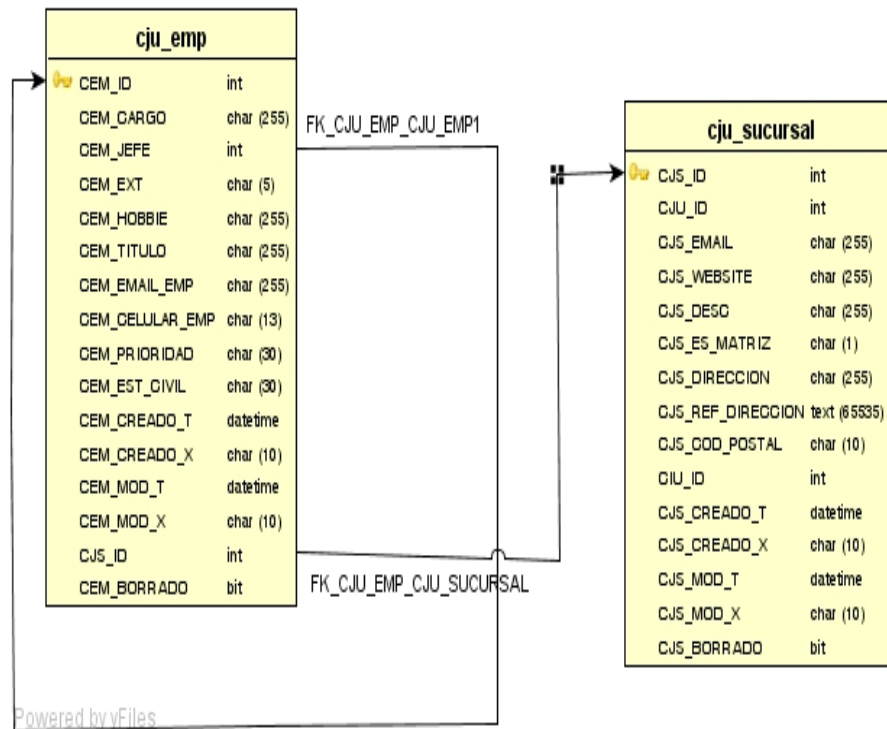 cju_emp
CEM_ID int
CEM_CARGO char (255)
CEM_JEFE int
CEM_EXT char (5)
CEM_HOBBIE char (255)
CEM_TITULO char (255)
CEM_EMAIL_EMP char (255)
CEM_CELULAR_EMP char (13)
CEM_PRIORIDAD char (30)
CEM_EST_CIVIL char (30)
CEM_CREADO_T datetime
CEM_CREADO_X char (10)
CEM_MOD_T datetime
CEM_MOD_X char (10)
CJS_ID int
CEM_BORRADO bit
FK_CJU_EMP_CJU_EMP1
FK_CJU_EMP_CJU_SUCURSAL
cju_sucursal
CJS_ID int
CJU_ID int
CJS_EMAIL char (255)
CJS_WEBSITE char (255)
CJS_DESC char (255)
CJS_ES_MATRIZ char (1)
CJS_DIRECCION char (255)
CJS_REF_DIRECCION text (65535)
CJS_COD_POSTAL char (10)
CIU_ID int
CJS_CREADO_T datetime
CJS_CREADO_X char (10)
CJS_MOD_T datetime
CJS_MOD_X char (10)
CJS_BORRADO bit
Powered by yFiles